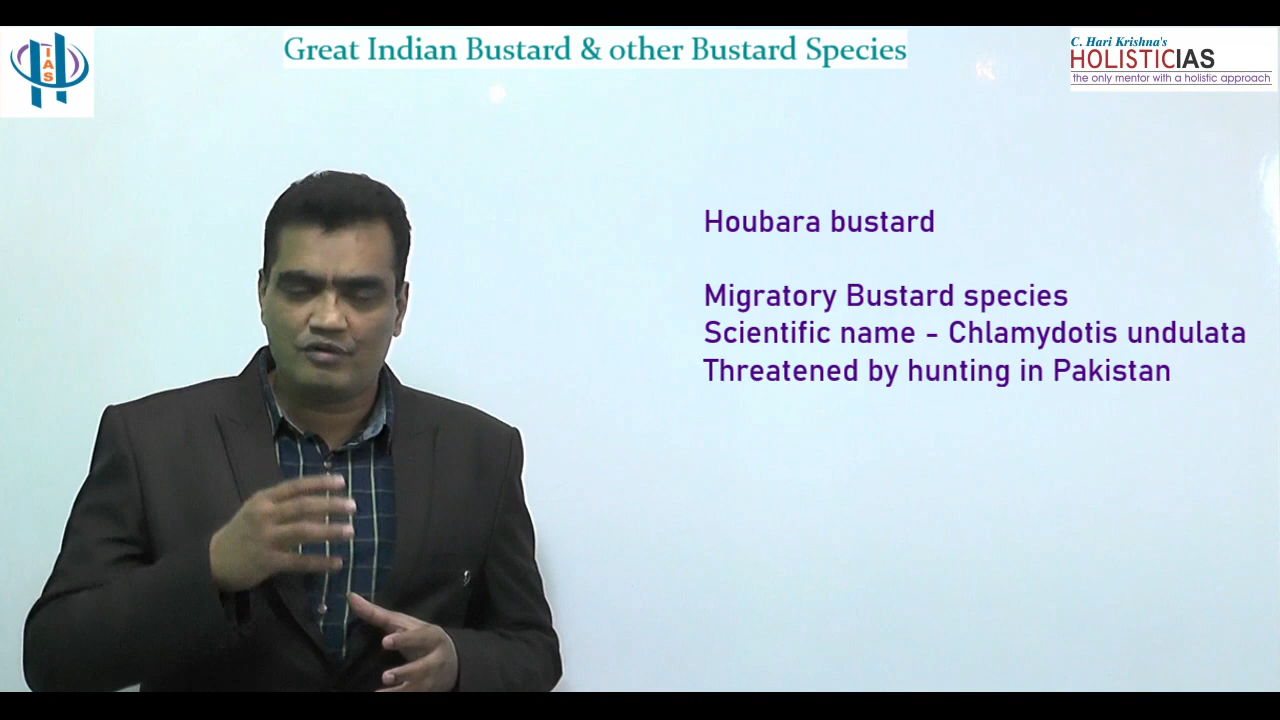 IAS
Great Indian Bustard & other Bustard Species
C. Hari Krishna's
HOLISTICIAS
the only mentor with a holistic approach
Houbara bustard
Migratory Bustard species
Scientific name - Chlamydotis undulata
Threatened by hunting in Pakistan